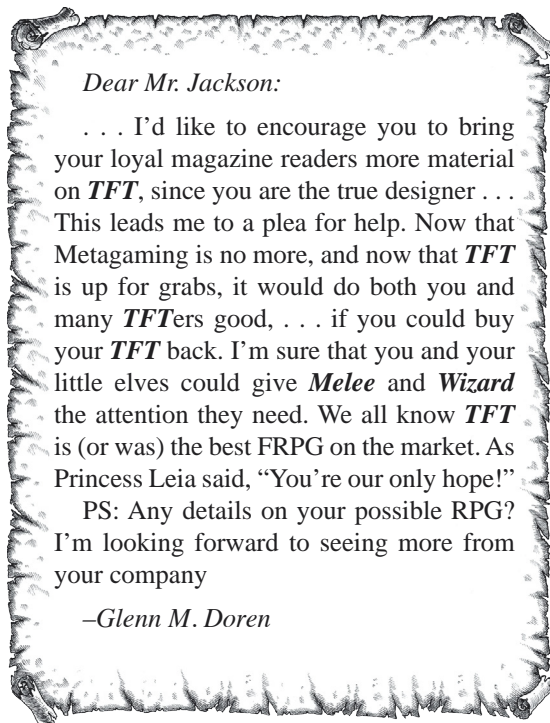 Dear Mr. Jackson:
. . . I'd like to encourage you to bring
your loyal magazine readers more material
on TFT, since you are the true designer . . .
This leads me to a plea for help. Now that
Metagaming is no more, and now that TFT
is up for grabs, it would do both you and
many TFTers good, . . . if you could buy
your TFT back. I'm sure that you and your
little elves could give Melee and Wizard
the attention they need. We all know TFT
is (or was) the best FRPG on the market. As
Princess Leia said, “You're our only hope!”
PS: Any details on your possible RPG?
I'm looking forward to seeing more from
your company
–Glenn M. Doren